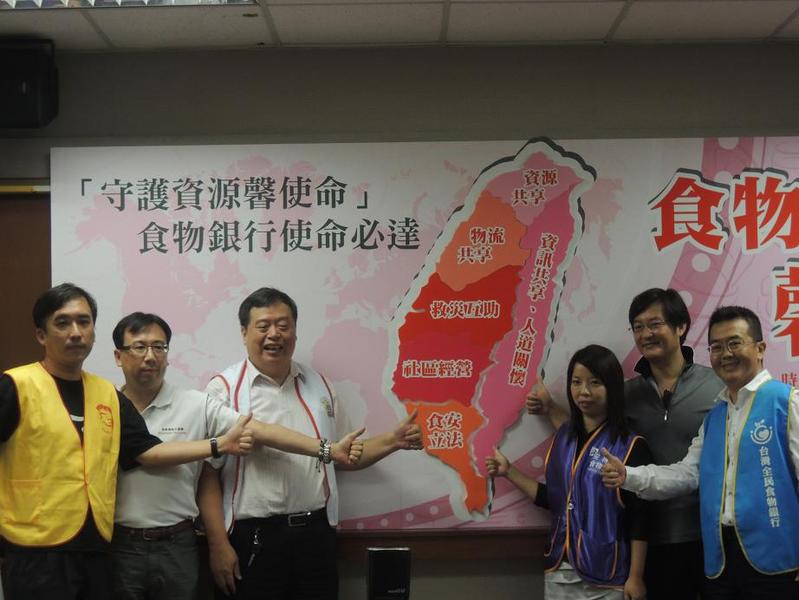 「守護資源馨使命」
食物銀行使命必達
資源
共享
物流
共享
資訊共享、人道關懷
救災互助
社區經營
食安
立法
食物
時
台灣全民食物銀行